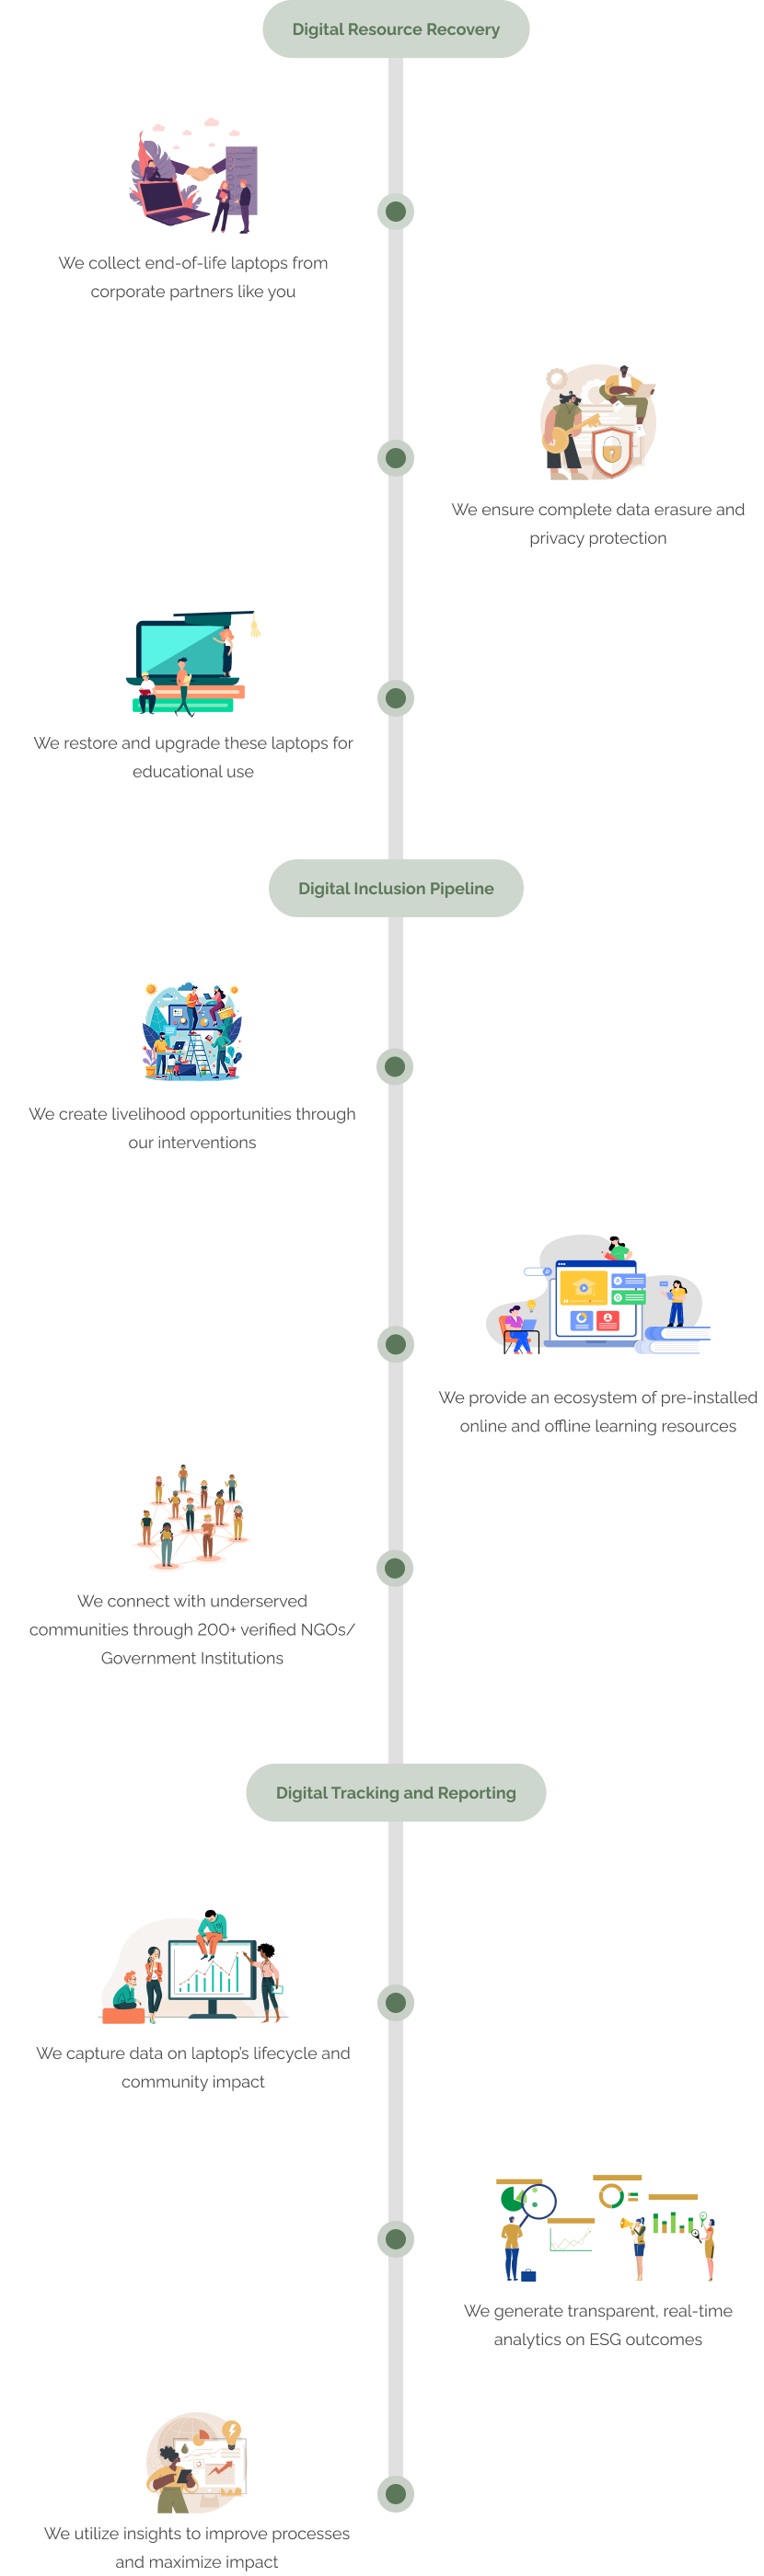 Digital Resource Recovery
We collect end-of-life laptops from
corporate partners like you
We ensure complete data erasure and
privacy protection
We restore and upgrade these laptops for
educational use
Digital Inclusion Pipeline
We create livelihood opportunities through
our interventions
We provide an ecosystem of pre-installed
online and offline learning resources
We connect with underserved
communities through 200+ verified NGOs/
Government Institutions
Digital Tracking and Reporting
We capture data on laptop's lifecycle and
community impact
We generate transparent, real-time
analytics on ESG outcomes
We utilize insights to improve processes
and maximize impact